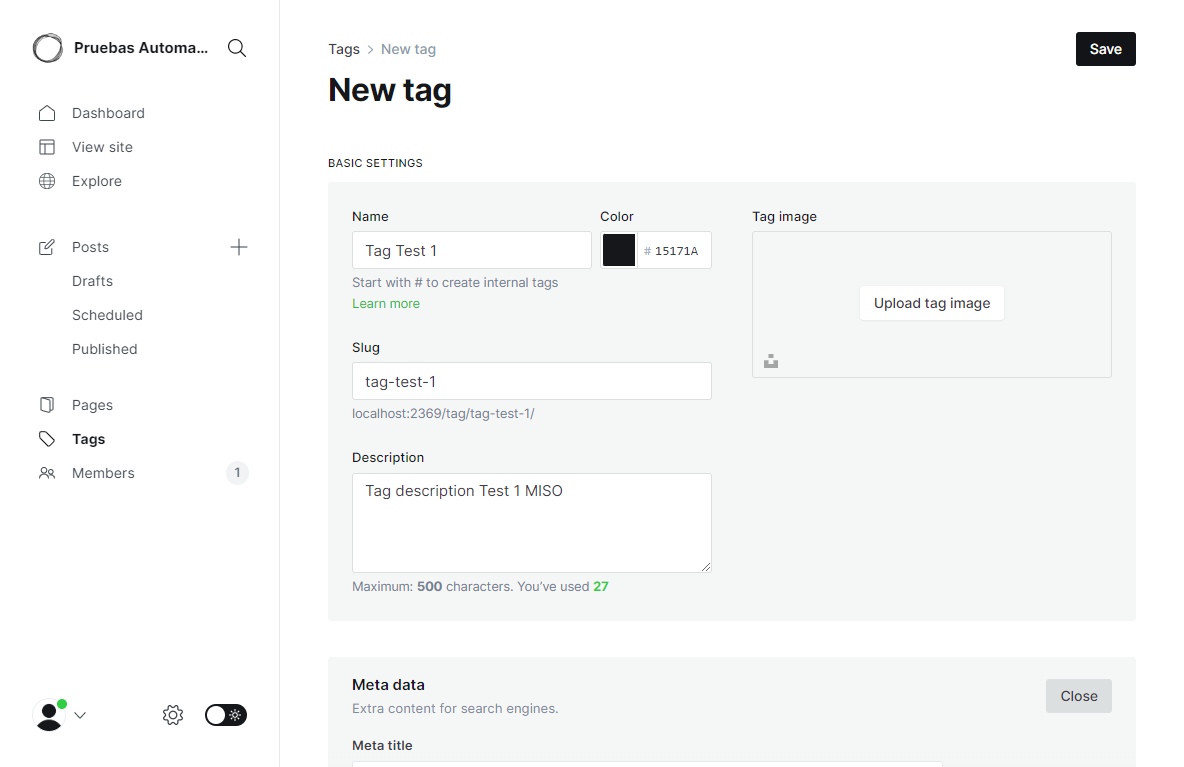 Pruebas Automa...
Dashboard
View site
Explore
Posts
Drafts
Scheduled
Published
Pages
Tags
Members 1
Tags > New tag
Save
New tag
BASIC SETTINGS
Name
Color
Tag image
Tag Test 1
# 15171A
Start with # to create internal tags
Learn more
Upload tag image
Slug
tag-test-1
localhost:2369/tag/tag-test-1/
Description
Tag description Test 1 MISO
Maximum: 500 characters. You’ve used 27
Meta data
Extra content for search engines.
Close
Meta title